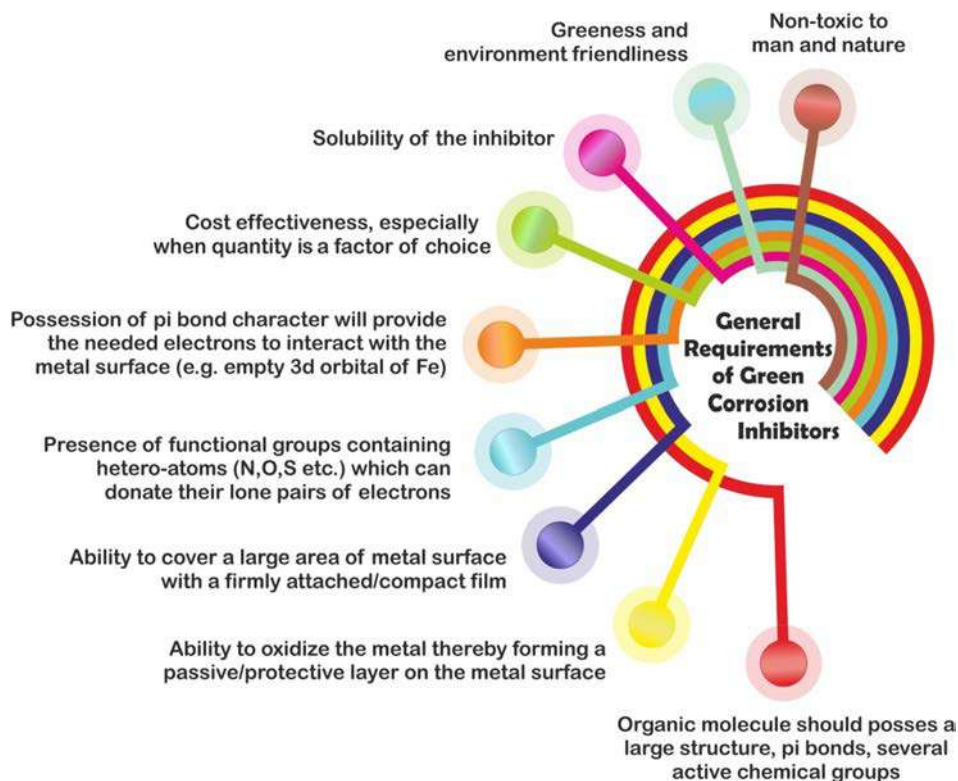 Non-toxic to
man and nature
Greeness and
environment friendliness
Solubility of the inhibitor
Cost effectiveness, especially
when quantity is a factor of choice
Possession of pi bond character will provide
the needed electrons to interact with the
metal surface (e.g. empty 3d orbital of Fe)
Presence of functional groups containing
hetero-atoms (N,O,S etc.) which can
donate their lone pairs of electrons
Ability to cover a large area of metal surface
with a firmly attached/compact film
Ability to oxidize the metal thereby forming a
passive/protective layer on the metal surface
Organic molecule should posses a
large structure, pi bonds, several
active chemical groups
General
Requirements
of Green
Corrosion
Inhibitors